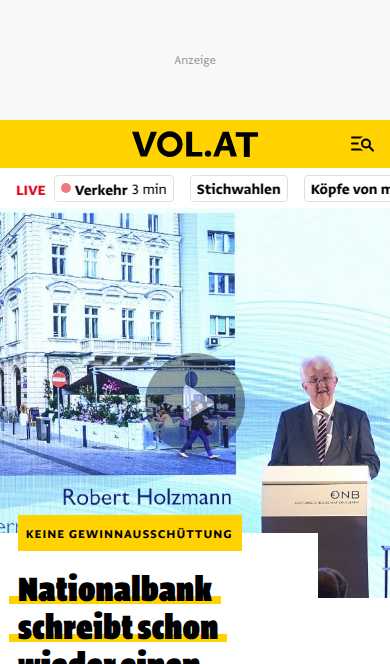 Anzeige
VOL.AT
LIVE
Verkehr 3 min
Stichwahlen
Köpfe von m
Robert Holzmann
ONB
KEINE GEWINNAUSSCHÜTTUNG
Nationalbank
schreibt schon
wieder einen